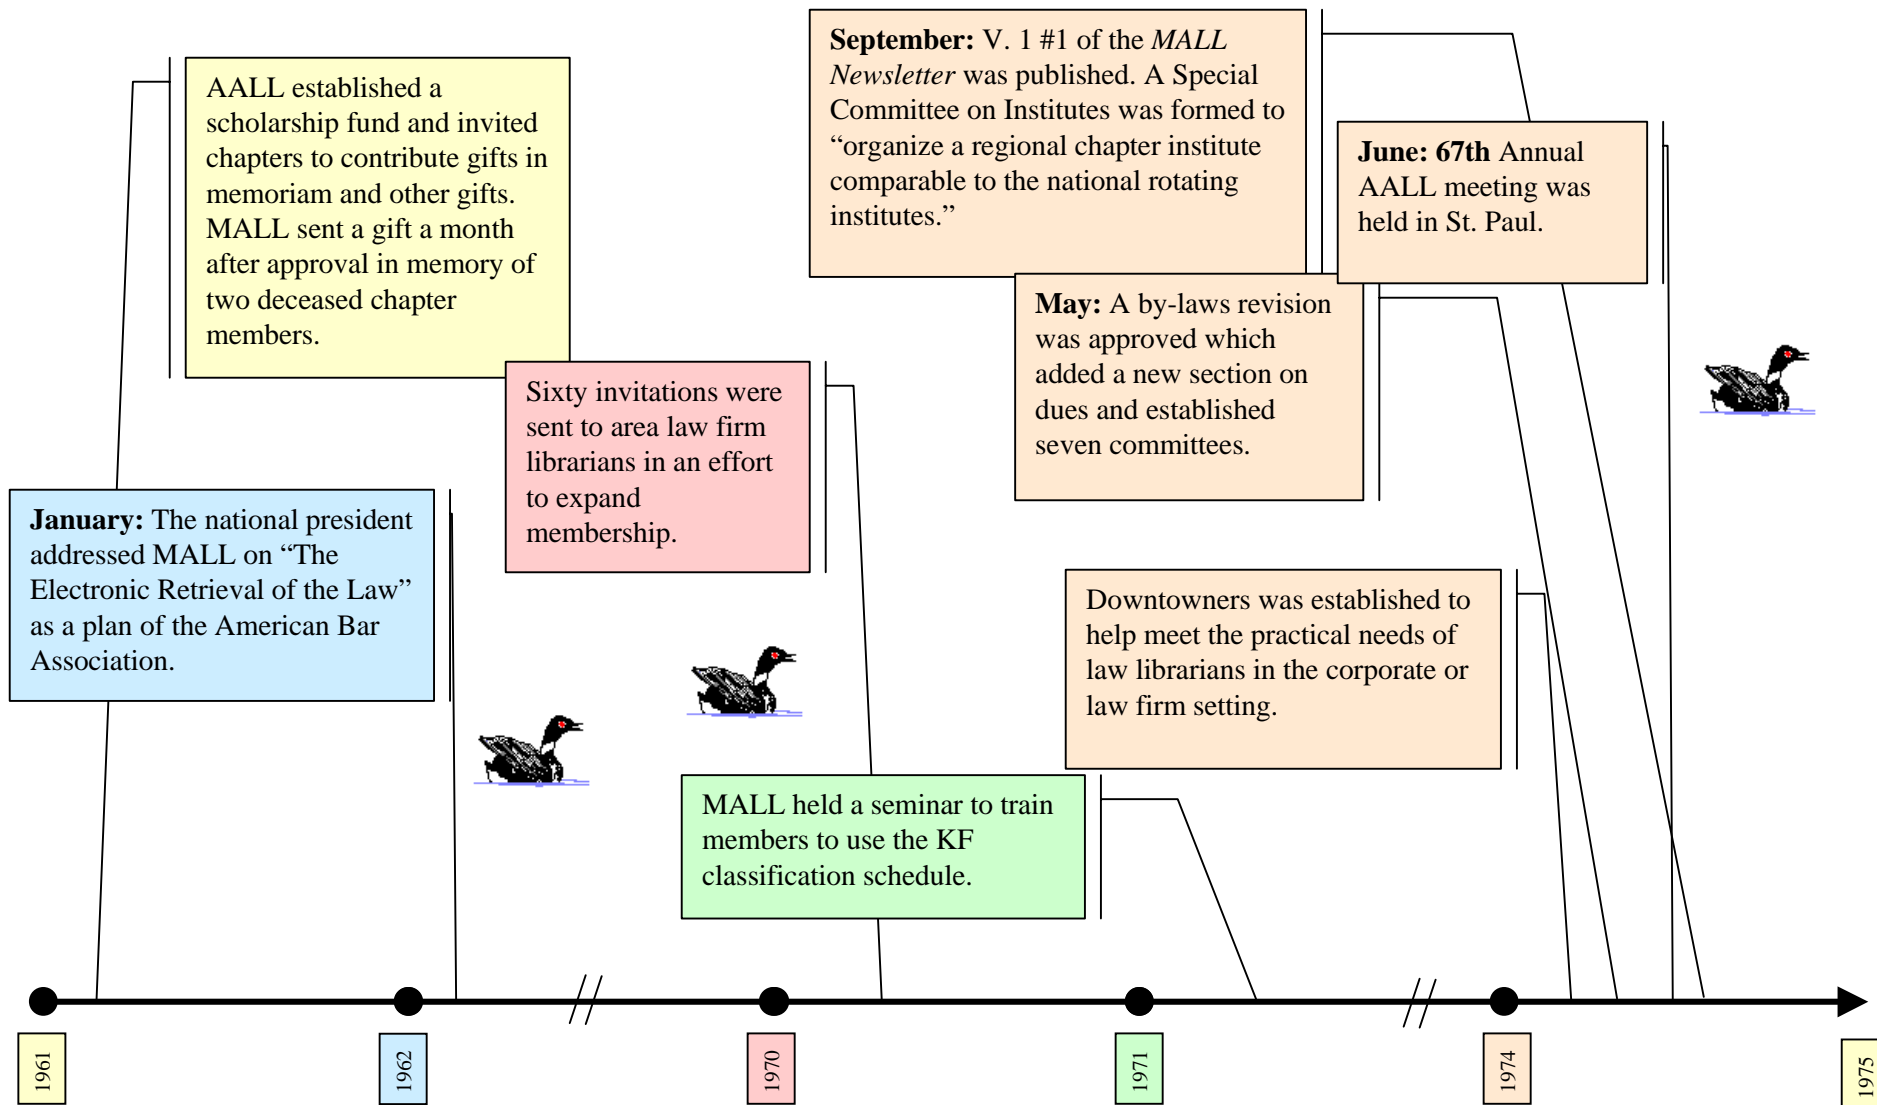 AALL established a
scholarship fund and invited
chapters to contribute gifts in
memoriam and other gifts.
MALL sent a gift a month
after approval in memory of
two deceased chapter
members.
January: The national president
addressed MALL on “The
Electronic Retrieval of the Law”
as a plan of the American Bar
Association.
Sixty invitations were
sent to area law firm
librarians in an effort
to expand
membership.
MALL held a seminar to train
members to use the KF
classification schedule.
September: V. 1 #1 of the MALL
Newsletter was published. A Special
Committee on Institutes was formed to
“organize a regional chapter institute
comparable to the national rotating
institutes.”
May: A by-laws revision
was approved which
added a new section on
dues and established
seven committees.
June: 67th Annual
AALL meeting was
held in St. Paul.
Downtowners was established to
help meet the practical needs of
law librarians in the corporate or
law firm setting.
1961
1962
1970
1971
1974
1975